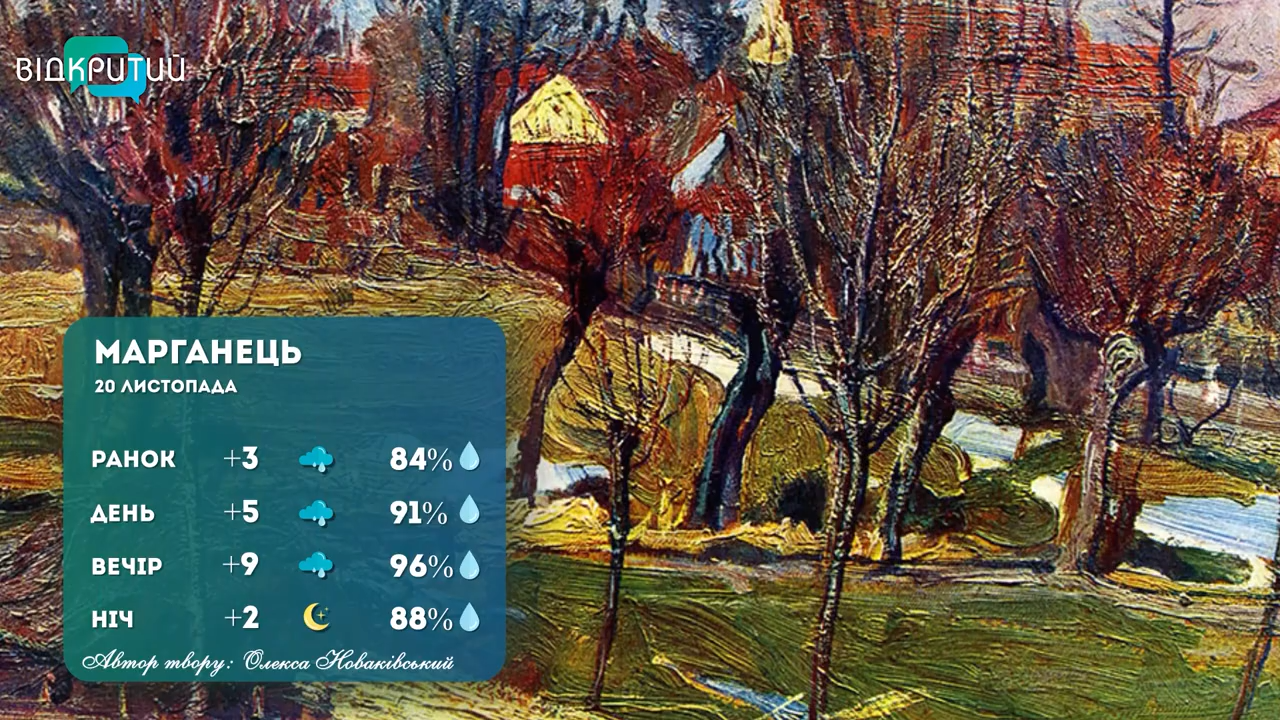 ВІДКРИТИЙ
МАРГАНЕЦЬ
20 ЛИСТОПАДА
РАНОК +3 84%
ДЕНЬ +5 91%
ВЕЧІР +9 96%
НІЧ +2 88%
Автор твору: Олекса Новаківський